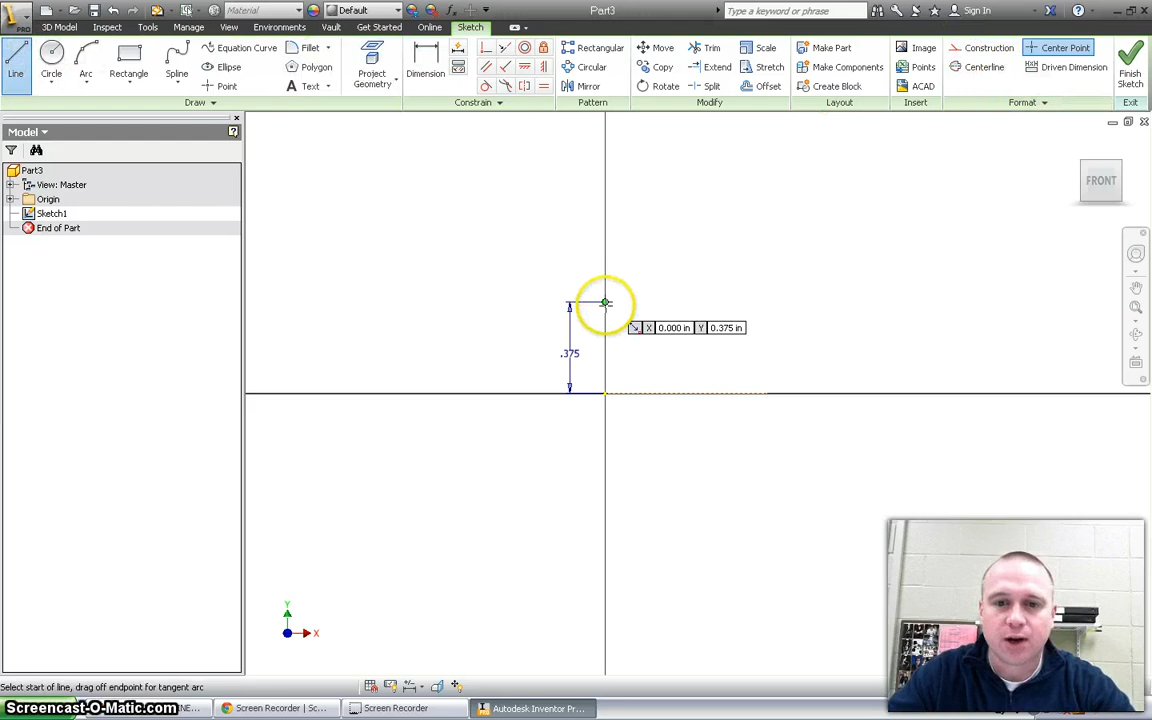 Material Default Part3 Type a keyword or phrase Sign In
PRO 3D Model Inspect Tools Manage View Environments Vault Get Started Online Sketch
Line Circle Arc Rectangle Spline Equation Curve Fillet Project Geometry Dimension Rectangular Move Trim Scale Make Part Image Construction Center Point Finish Sketch
Ellipse Polygon Circular Copy Extend Stretch Make Components Points Centerline Driven Dimension
Point Text Mirror Rotate Split Offset Create Block ACAD
Draw Constrain Pattern Modify Layout Insert Format Exit
Model
Part3
View: Master
Origin
Sketch1
End of Part
FRONT
X 0.000 in Y 0.375 in
.375
Y
X
Select start of line, drag off endpoint for tangent arc
Screencast-O-Matic.com Screen Recorder | Sc... Screen Recorder Autodesk Inventor Pr...